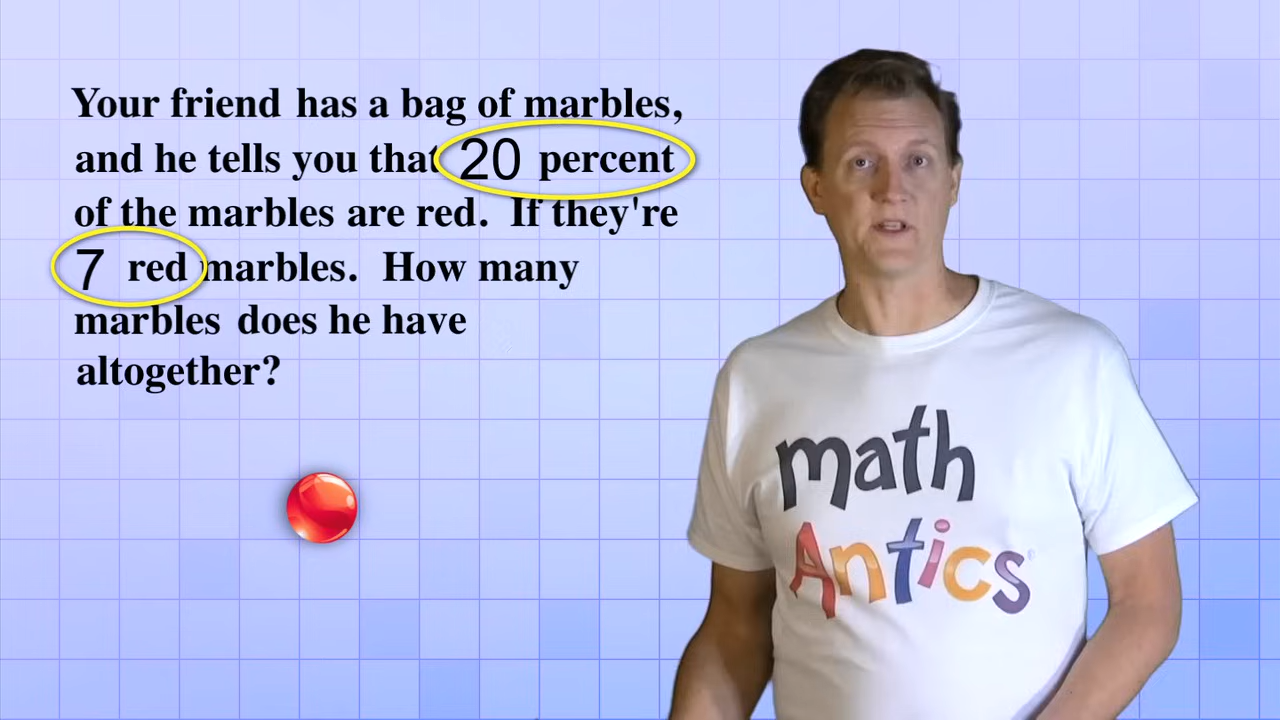 Your friend has a bag of marbles,
and he tells you that 20 percent
of the marbles are red. If they're
7 red marbles. How many
marbles does he have
altogether?
math
Antics